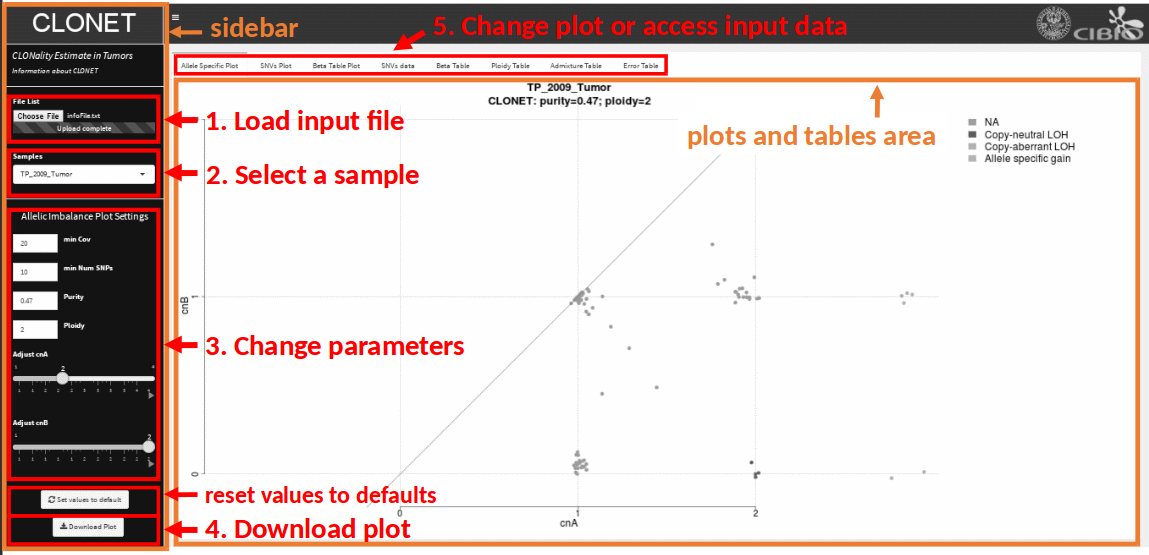 CLONET
CLONality Estimate in Tumors
Information about CLONET
File List
Choose File infoFile.txt
Upload complete
Samples
TP_2009_Tumor
Allelic Imbalance Plot Settings
20 min Cov
10 min Num SNPs
0.47 Purity
2 Ploidy
Adjust cnA
1 2 4
Adjust cnB
1 2
Set values to default
Download Plot
sidebar
5. Change plot or access input data
CIBIO
Allele Specific Plot SNVs Plot Beta Table Plot SNVs data Beta Table Ploidy Table Admixture Table Error Table
TP_2009_Tumor
CLONET: purity=0.47; ploidy=2
plots and tables area
NA
Copy-neutral LOH
Copy-aberrant LOH
Allele specific gain
1. Load input file
2. Select a sample
3. Change parameters
reset values to defaults
4. Download plot
cnB
1
0
0 1 2
cnA